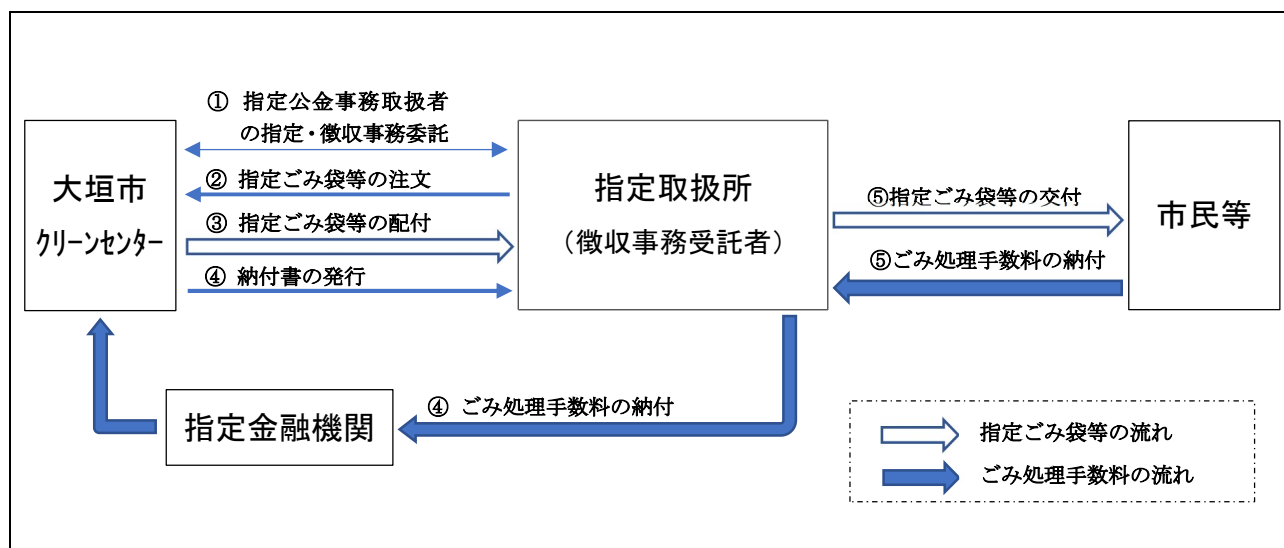 ① 指定公金事務取扱者
の指定・徴収事務委託
大垣市
クリーンセンター
② 指定ごみ袋等の注文
③ 指定ごみ袋等の配付
④ 納付書の発行
指定取扱所
（徴収事務受託者）
⑤指定ごみ袋等の交付
⑤ごみ処理手数料の納付
市民等
指定金融機関
④ ごみ処理手数料の納付
指定ごみ袋等の流れ
ごみ処理手数料の流れ